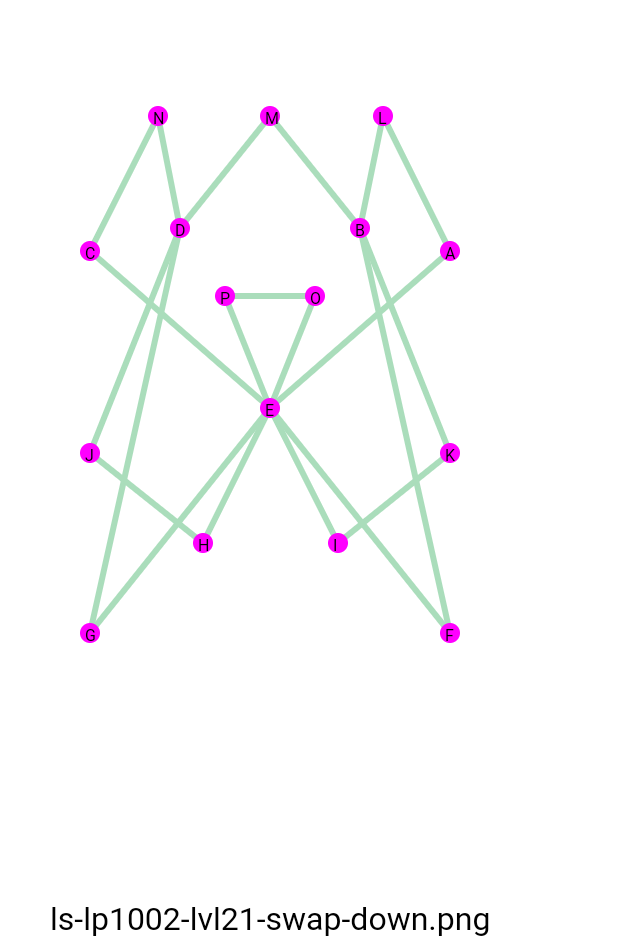 N M L
D B
C A
P O
E
J K
H I
G F
ls-lp1002-lvl21-swap-down.png